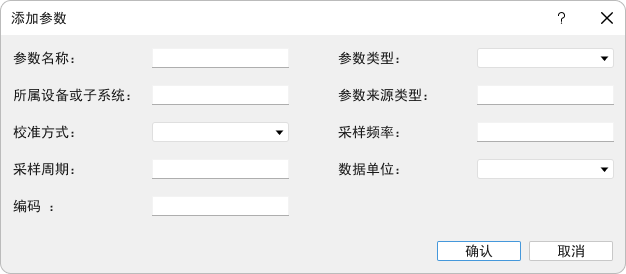 添加参数 ?
参数名称： 参数类型：
所属设备或子系统： 参数来源类型：
校准方式： 采样频率：
采样周期： 数据单位：
编码 ：
确认 取消